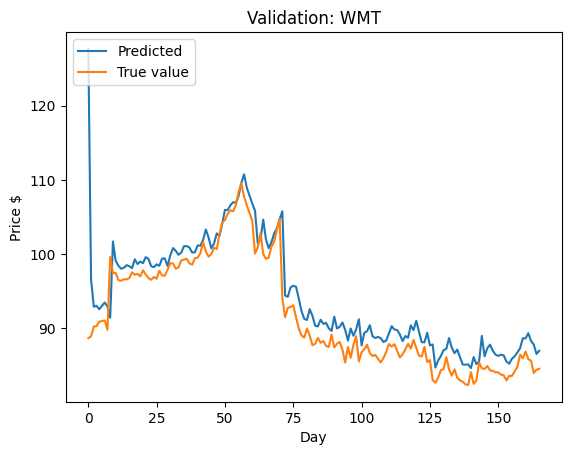 Validation: WMT
Predicted
True value
Price $
120
110
100
90
0 25 50 75 100 125 150
Day